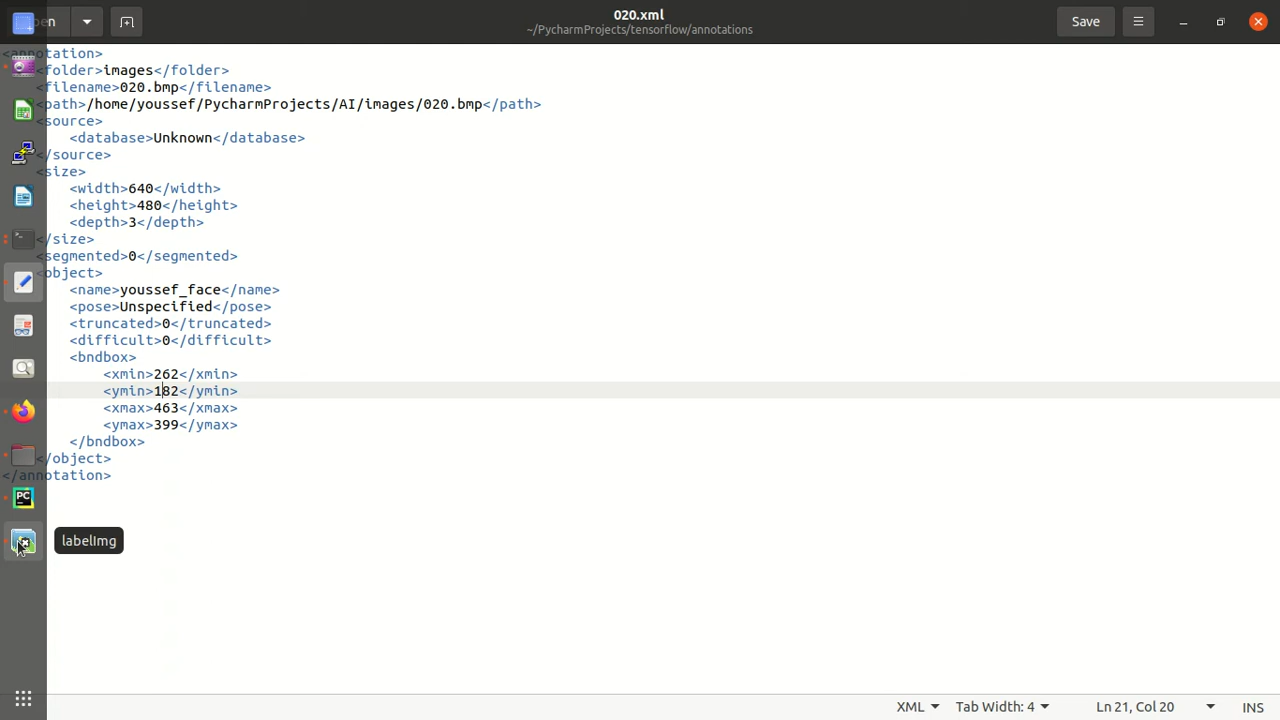 en
020.xml
~/PycharmProjects/tensorflow/annotations
Save
<annotation>
<folder>images</folder>
<filename>020.bmp</filename>
<path>/home/youssef/PycharmProjects/AI/images/020.bmp</path>
<source>
<database>Unknown</database>
</source>
<size>
<width>640</width>
<height>480</height>
<depth>3</depth>
</size>
<segmented>0</segmented>
<object>
<name>youssef_face</name>
<pose>Unspecified</pose>
<truncated>0</truncated>
<difficult>0</difficult>
<bndbox>
<xmin>262</xmin>
<ymin>182</ymin>
<xmax>463</xmax>
<ymax>399</ymax>
</bndbox>
</object>
</annotation>
PC
labelImg
XML Tab Width: 4 Ln 21, Col 20 INS